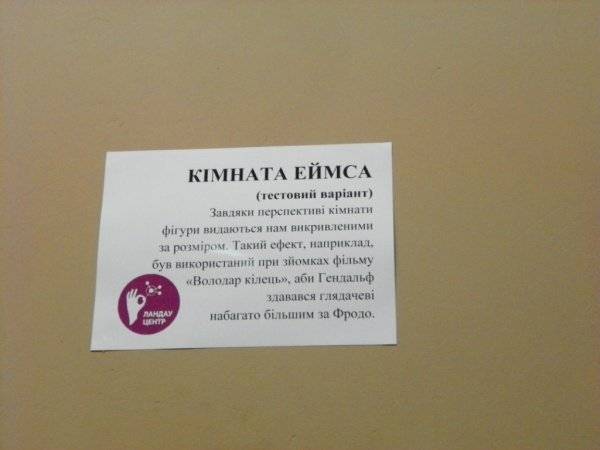 КІМНАТА ЕЙМСА
(тестовий варіант)
Завдяки перспективі кімнати
фігури видаються нам викривленими
за розміром. Такий ефект, наприклад,
був використаний при зйомках фільму
«Володар кілець», аби Гендальф
здавався глядачеві
набагато більшим за Фродо.
ЛАНДАУ
ЦЕНТР